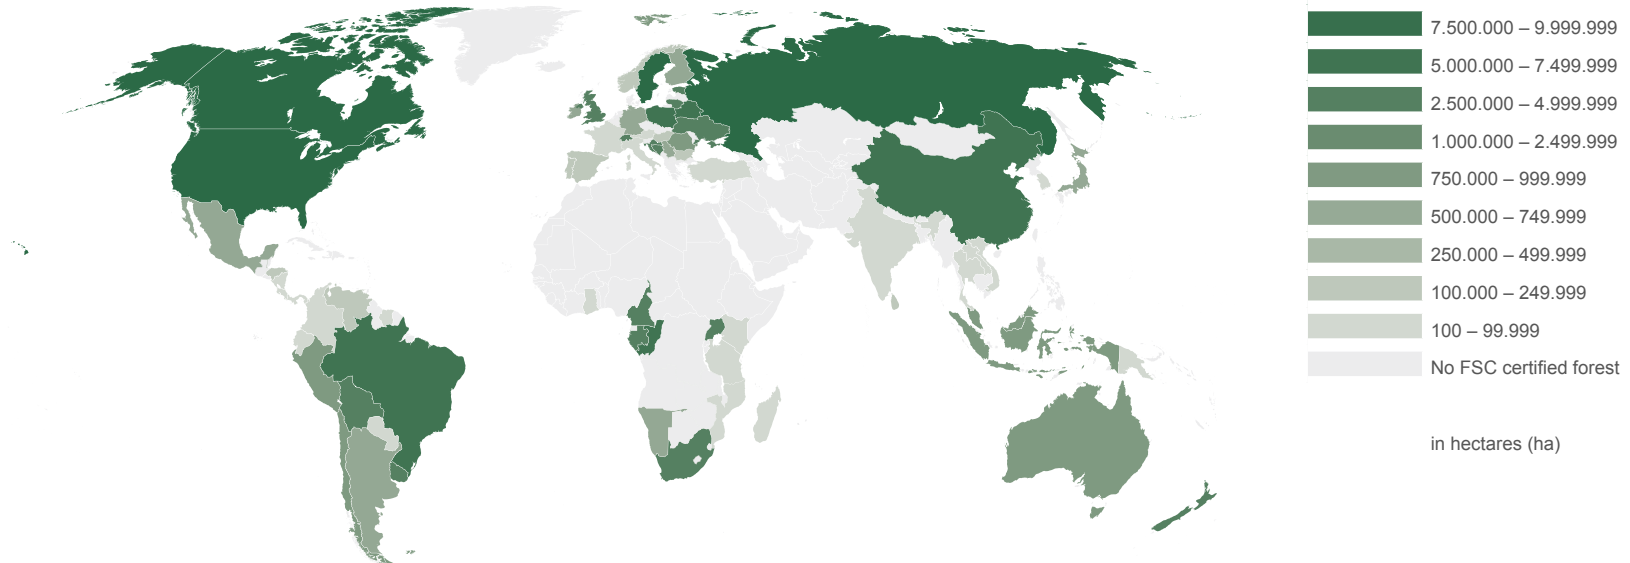 7.500.000 – 9.999.999
5.000.000 – 7.499.999
2.500.000 – 4.999.999
1.000.000 – 2.499.999
750.000 – 999.999
500.000 – 749.999
250.000 – 499.999
100.000 – 249.999
100 – 99.999
No FSC certified forest
in hectares (ha)